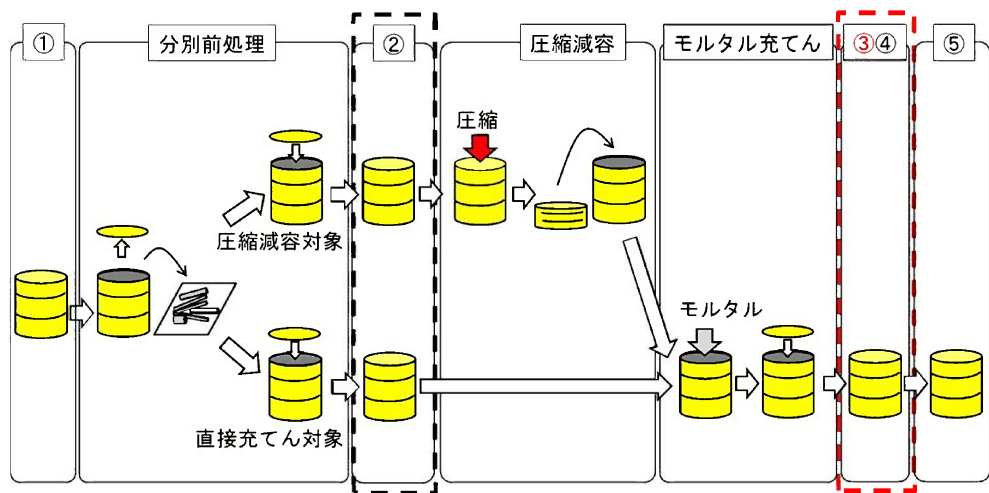 ①
分別前処理
②
圧縮減容
モルタル充てん
③④
⑤
圧縮
圧縮減容対象
モルタル
直接充てん対象